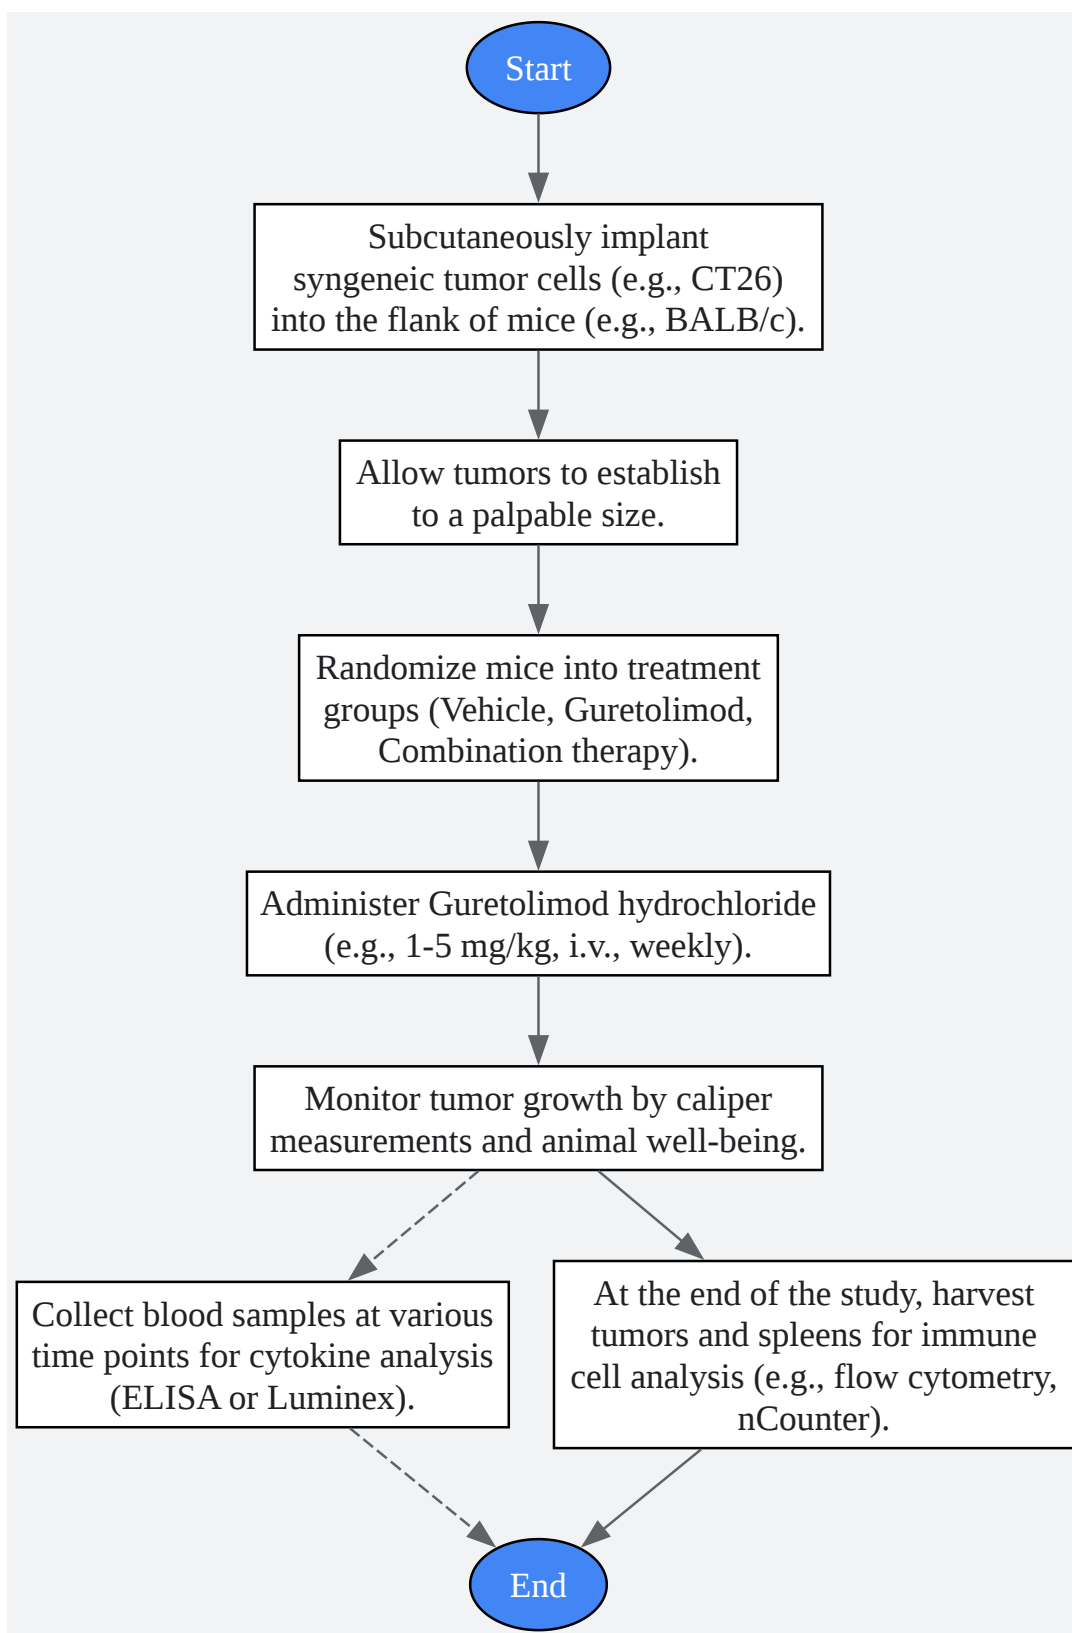 Start
Subcutaneously implant
syngeneic tumor cells (e.g., CT26)
into the flank of mice (e.g., BALB/c).
Allow tumors to establish
to a palpable size.
Randomize mice into treatment
groups (Vehicle, Guretolimod,
Combination therapy).
Administer Guretolimod hydrochloride
(e.g., 1-5 mg/kg, i.v., weekly).
Monitor tumor growth by caliper
measurements and animal well-being.
Collect blood samples at various
time points for cytokine analysis
(ELISA or Luminex).
At the end of the study, harvest
tumors and spleens for immune
cell analysis (e.g., flow cytometry,
nCounter).
End